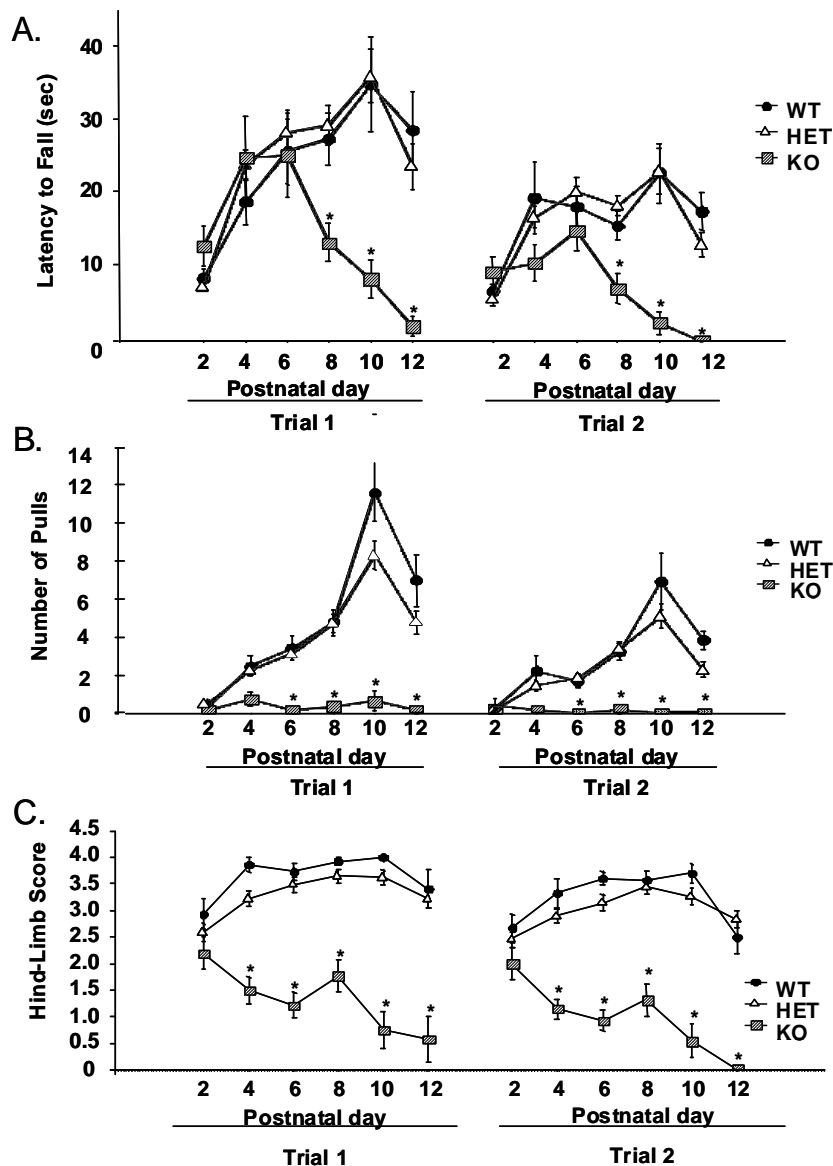 A.
Latency to Fall (sec)
40
30
20
10
0
2 4 6 8 10 12
2 4 6 8 10 12
Postnatal day
Postnatal day
Trial 1
Trial 2
WT
HET
KO
*
*
*
*
*
*
B.
Number of Pulls
14
12
10
8
6
4
2
0
2 4 6 8 10 12
2 4 6 8 10 12
Postnatal day
Postnatal day
Trial 1
Trial 2
WT
HET
KO
* * * *
* * * *
C.
Hind-Limb Score
4.5
4.0
3.5
3.0
2.5
2.0
1.5
1.0
0.5
0
2 4 6 8 10 12
2 4 6 8 10 12
Postnatal day
Postnatal day
Trial 1
Trial 2
WT
HET
KO
* * * * *
* * * * *